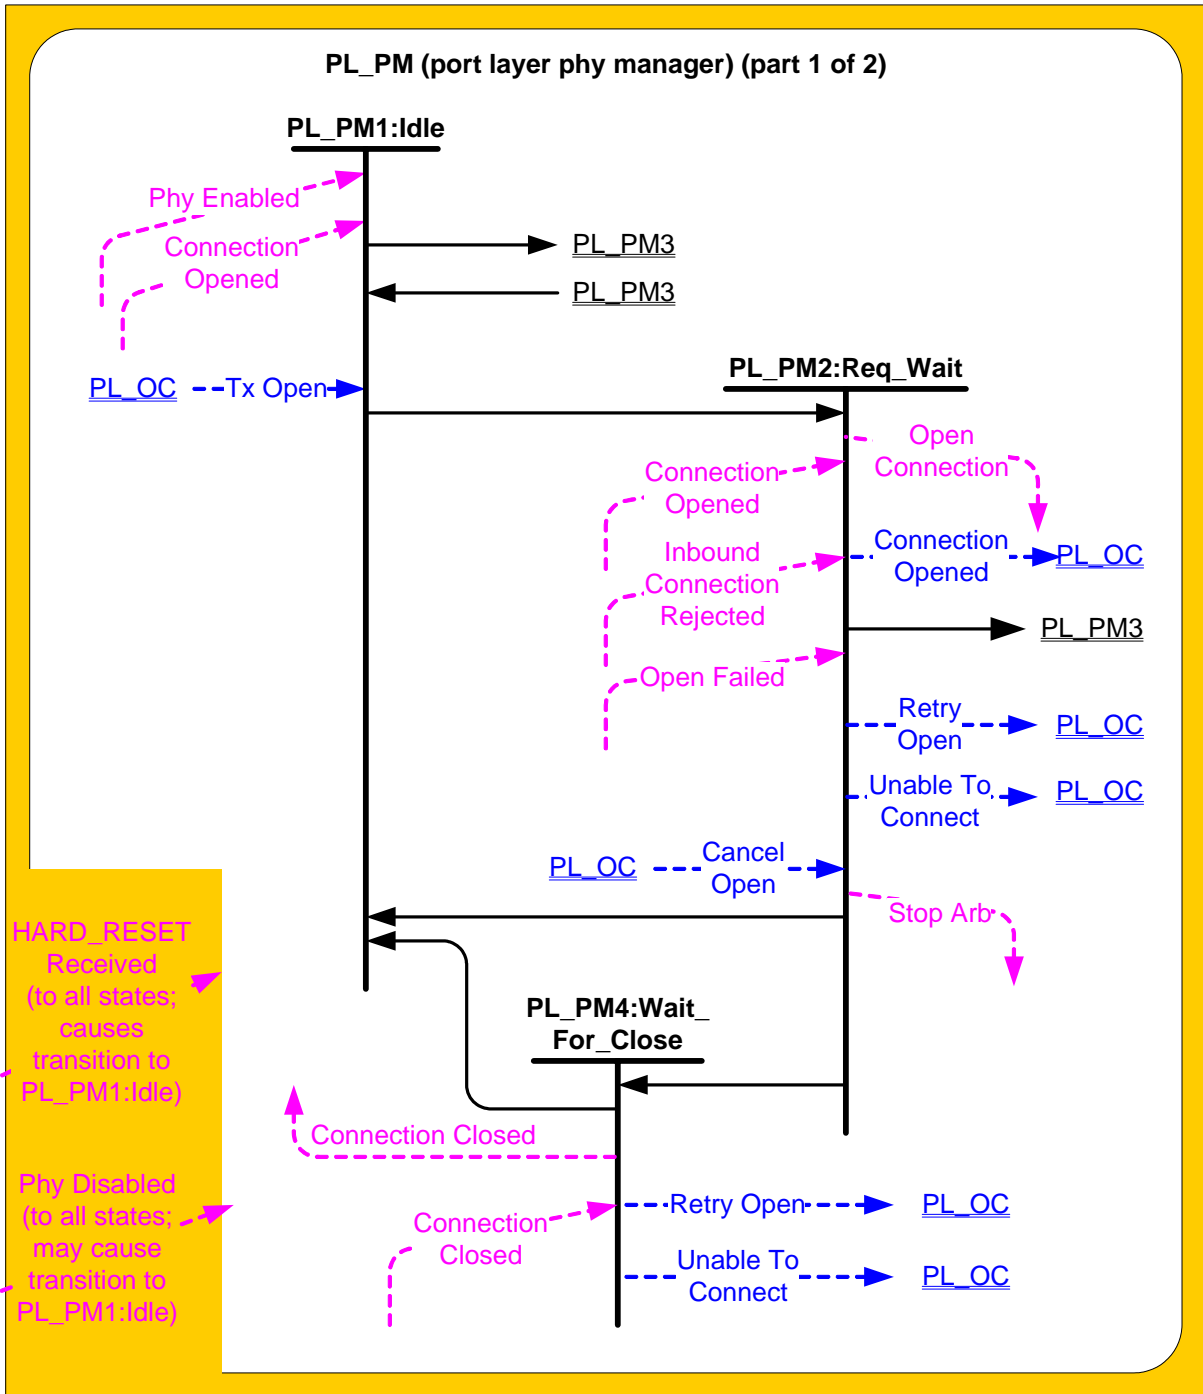 PL_PM (port layer phy manager) (part 1 of 2)
PL_PM1:Idle
Phy Enabled
Connection
Opened
PL_PM3
PL_PM3
PL_OC
Tx Open
PL_PM2:Req_Wait
Open
Connection
Connection
Opened
Inbound
Connection
Rejected
Connection
Opened
PL_OC
PL_PM3
Open Failed
Retry
Open
PL_OC
Unable To
Connect
PL_OC
PL_OC
Cancel
Open
Stop Arb
HARD_RESET
Received
(to all states;
causes
transition to
PL_PM1:Idle)
PL_PM4:Wait_
For_Close
Connection Closed
Phy Disabled
(to all states;
may cause
transition to
PL_PM1:Idle)
Connection
Closed
Retry Open
PL_OC
Unable To
Connect
PL_OC